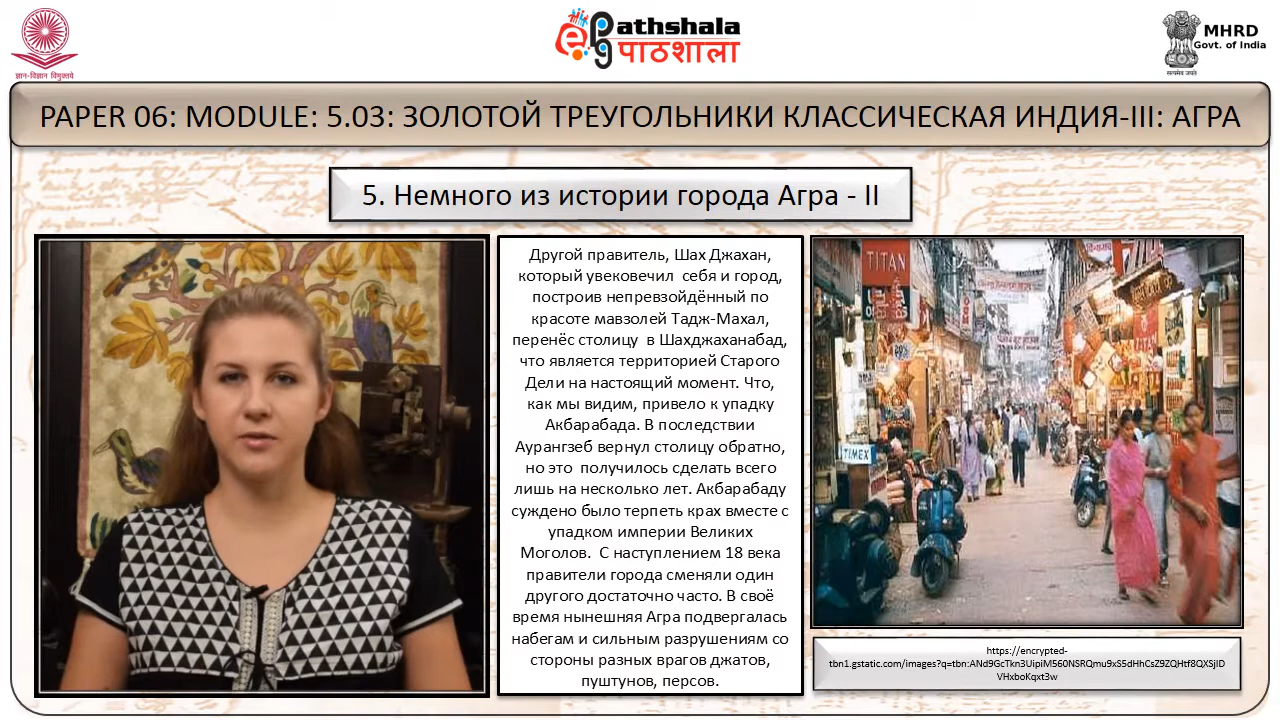 ज्ञान-विज्ञान विमुक्तये
ePathshala
पाठशाला
MHRD
Govt. of India
सत्यमेव जयते
PAPER 06: MODULE: 5.03: ЗОЛОТОЙ ТРЕУГОЛЬНИКИ КЛАССИЧЕСКАЯ ИНДИЯ-III: АГРА
5. Немного из истории города Агра - II
Другой правитель, Шах Джахан,
который увековечил себя и город,
построив непревзойдённый по
красоте мавзолей Тадж-Махал,
перенёс столицу в Шахджаханабад,
что является территорией Старого
Дели на настоящий момент. Что,
как мы видим, привело к упадку
Акбарабада. В последствии
Аурангзеб вернул столицу обратно,
но это получилось сделать всего
лишь на несколько лет. Акбарабаду
суждено было терпеть крах вместе с
упадком империи Великих
Моголов. С наступлением 18 века
правители города сменяли один
другого достаточно часто. В своё
время нынешняя Агра подвергалась
набегам и сильным разрушениям со
стороны разных врагов джатов,
пуштунов, персов.
TITAN
TIMEX
https://encrypted-
tbn1.gstatic.com/images?q=tbn:ANd9GcTkn3UipiM560NSRQmu9xS5dHhCsZ9ZQHtf8QXSjlD
VHxboKqxt3w